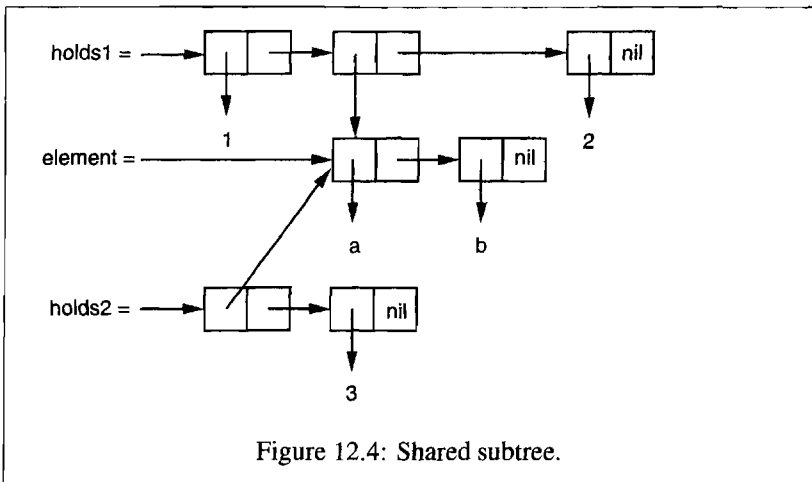 holds1 =
nil
1
2
element =
nil
a
b
holds2 =
nil
3
Figure 12.4: Shared subtree.